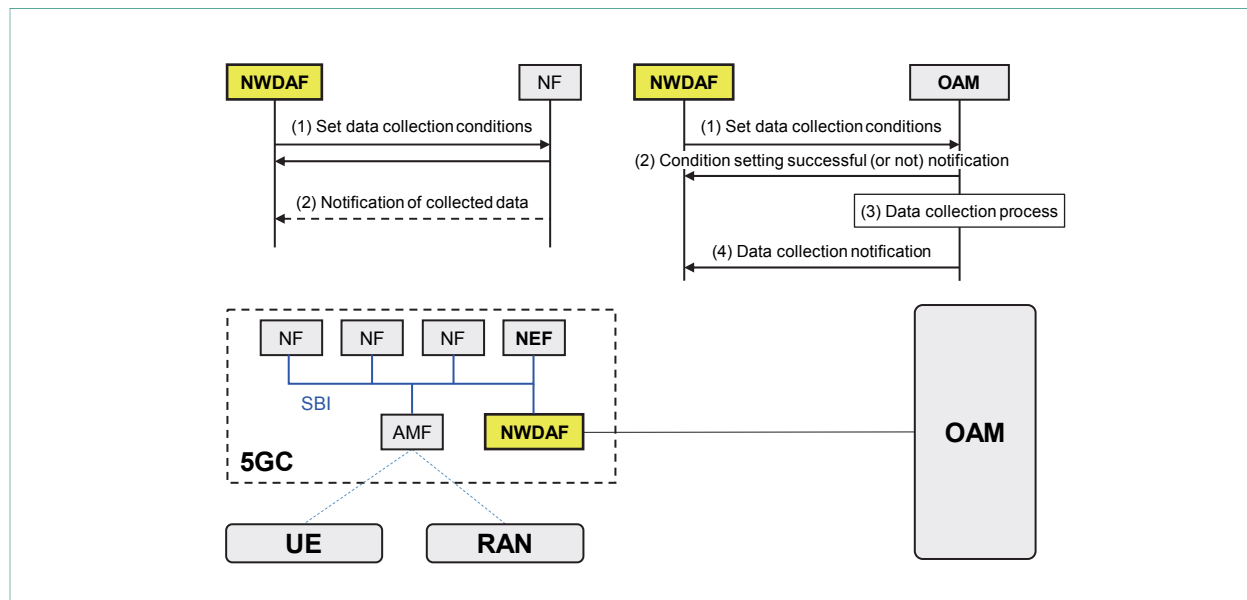 NWDAF
NF
(1) Set data collection conditions
(2) Notification of collected data
NWDAF
OAM
(1) Set data collection conditions
(2) Condition setting successful (or not) notification
(3) Data collection process
(4) Data collection notification
NF
NF
NF
NEF
SBI
AMF
NWDAF
5GC
UE
RAN
OAM